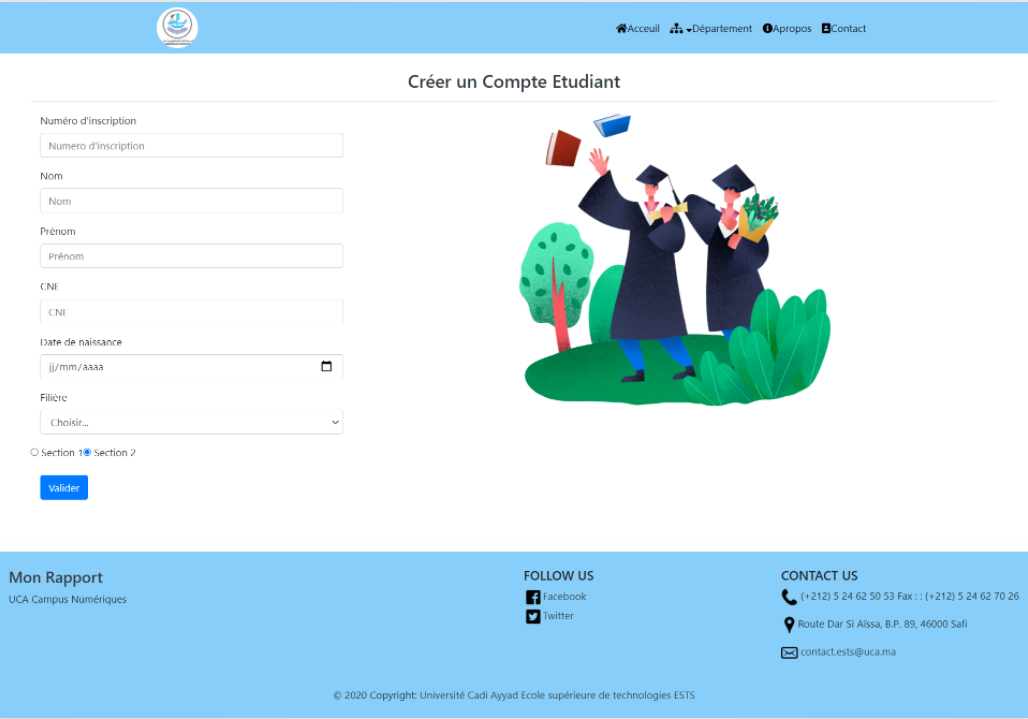 Acceuil Département Apropos Contact
Créer un Compte Etudiant
Numéro d'inscription
Numero d'inscription
Nom
Nom
Prénom
Prénom
CNE
CNE
Date de naissance
jj/mm/aaaa
Filière
Choisir...
Section 1 Section 2
Valider
Mon Rapport
UCA Campus Numériques
FOLLOW US
Facebook
Twitter
CONTACT US
(+212) 5 24 62 50 53 Fax : : (+212) 5 24 62 70 26
Route Dar Si Aïssa, B.P. 89, 46000 Safi
contact.ests@uca.ma
© 2020 Copyright: Université Cadi Ayyad Ecole supérieure de technologies ESTS